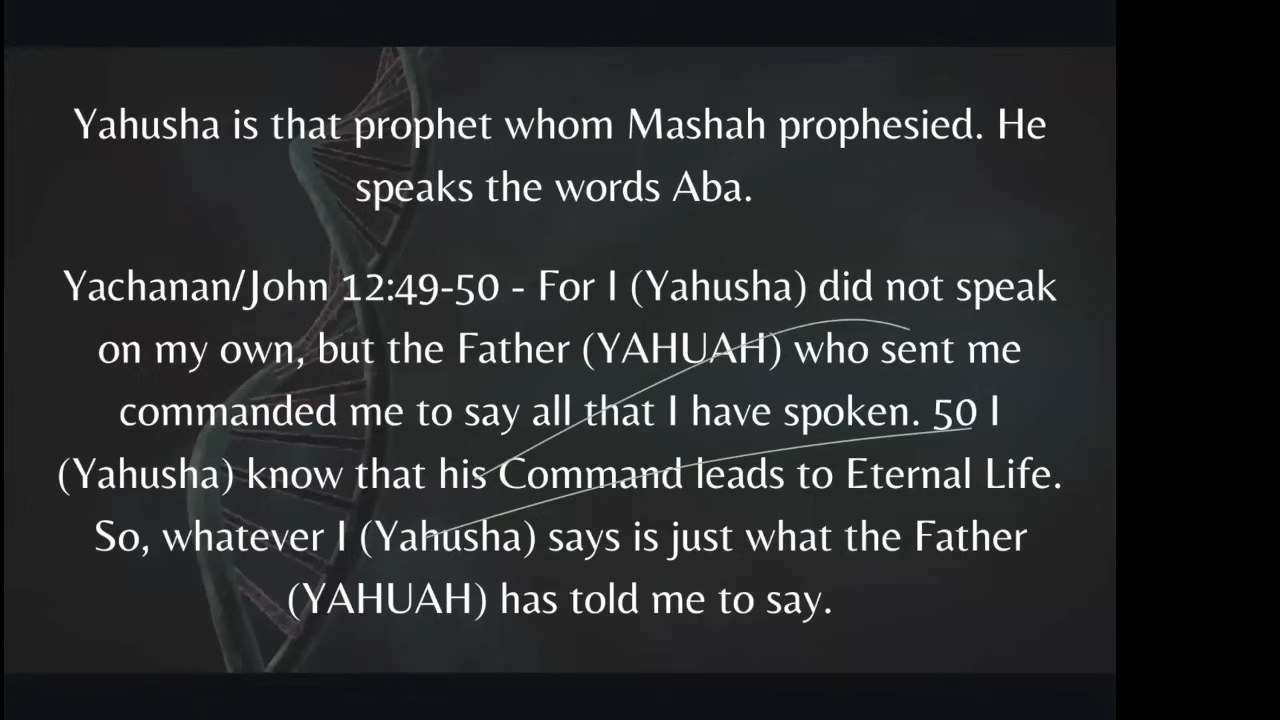 Yahusha is that prophet whom Mashah prophesied. He
speaks the words Aba.
Yachanan/John 12:49-50 - For I (Yahusha) did not speak
on my own, but the Father (YAHUAH) who sent me
commanded me to say all that I have spoken. 50 I
(Yahusha) know that his Command leads to Eternal Life.
So, whatever I (Yahusha) says is just what the Father
(YAHUAH) has told me to say.